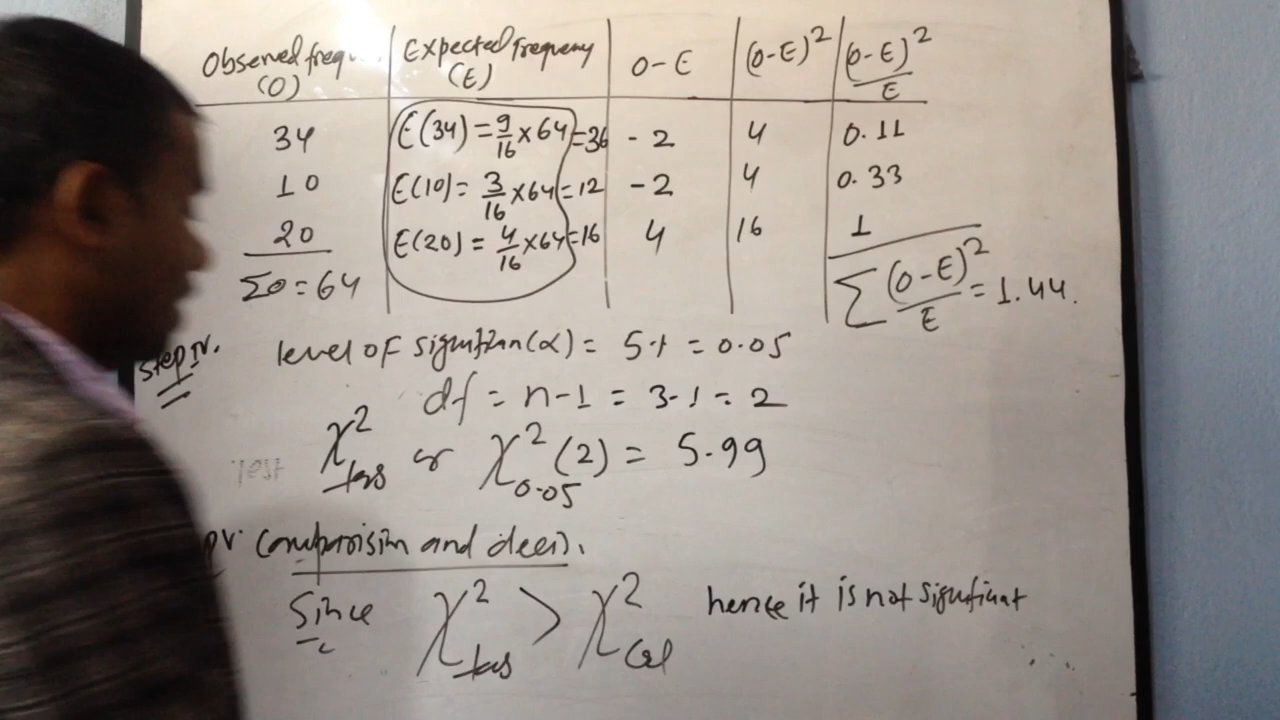 Observed frequ. | Expected frequency | O-E | (O-E)² | (O-E)²/E
(O) (E)
34 | E(34) = 9/16 × 64 = 36 | -2 | 4 | 0.11
10 | E(10) = 3/16 × 64 = 12 | -2 | 4 | 0.33
20 | E(20) = 4/16 × 64 = 16 | 4 | 16 | 1
ΣO = 64
Σ (O-E)²/E = 1.44.
Step IV. level of (α) = 5% = 0.05
df = n-1 = 3-1 = 2
χ²tab or χ²0.05 (2) = 5.99
V. Comparision and
Since χ²tab > χ²cal hence it is not significant